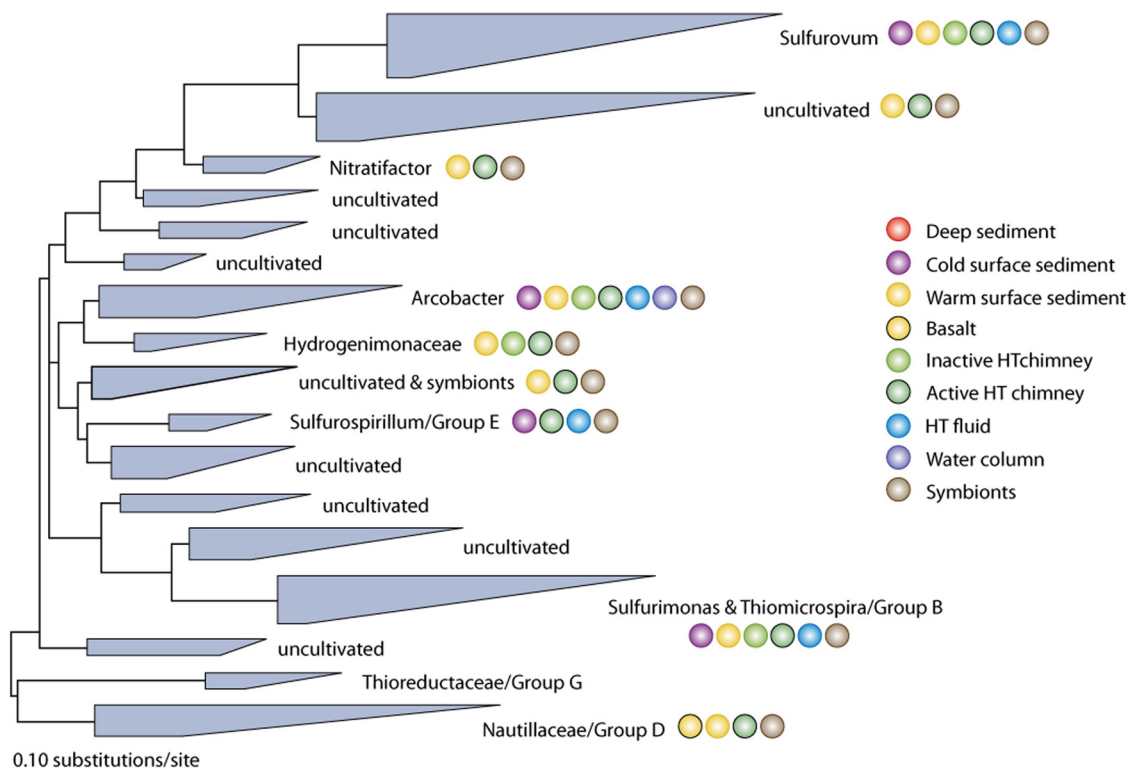 Sulfurovum
uncultivated
Nitratifactor
uncultivated
uncultivated
uncultivated
Arcobacter
Hydrogenimonaceae
uncultivated & symbionts
Sulfurospirillum/Group E
uncultivated
uncultivated
uncultivated
Sulfurimonas & Thiomicrospira/Group B
uncultivated
Thioreductaceae/Group G
Nautillaceae/Group D
0.10 substitutions/site
Deep sediment
Cold surface sediment
Warm surface sediment
Basalt
Inactive HTchimney
Active HT chimney
HT fluid
Water column
Symbionts